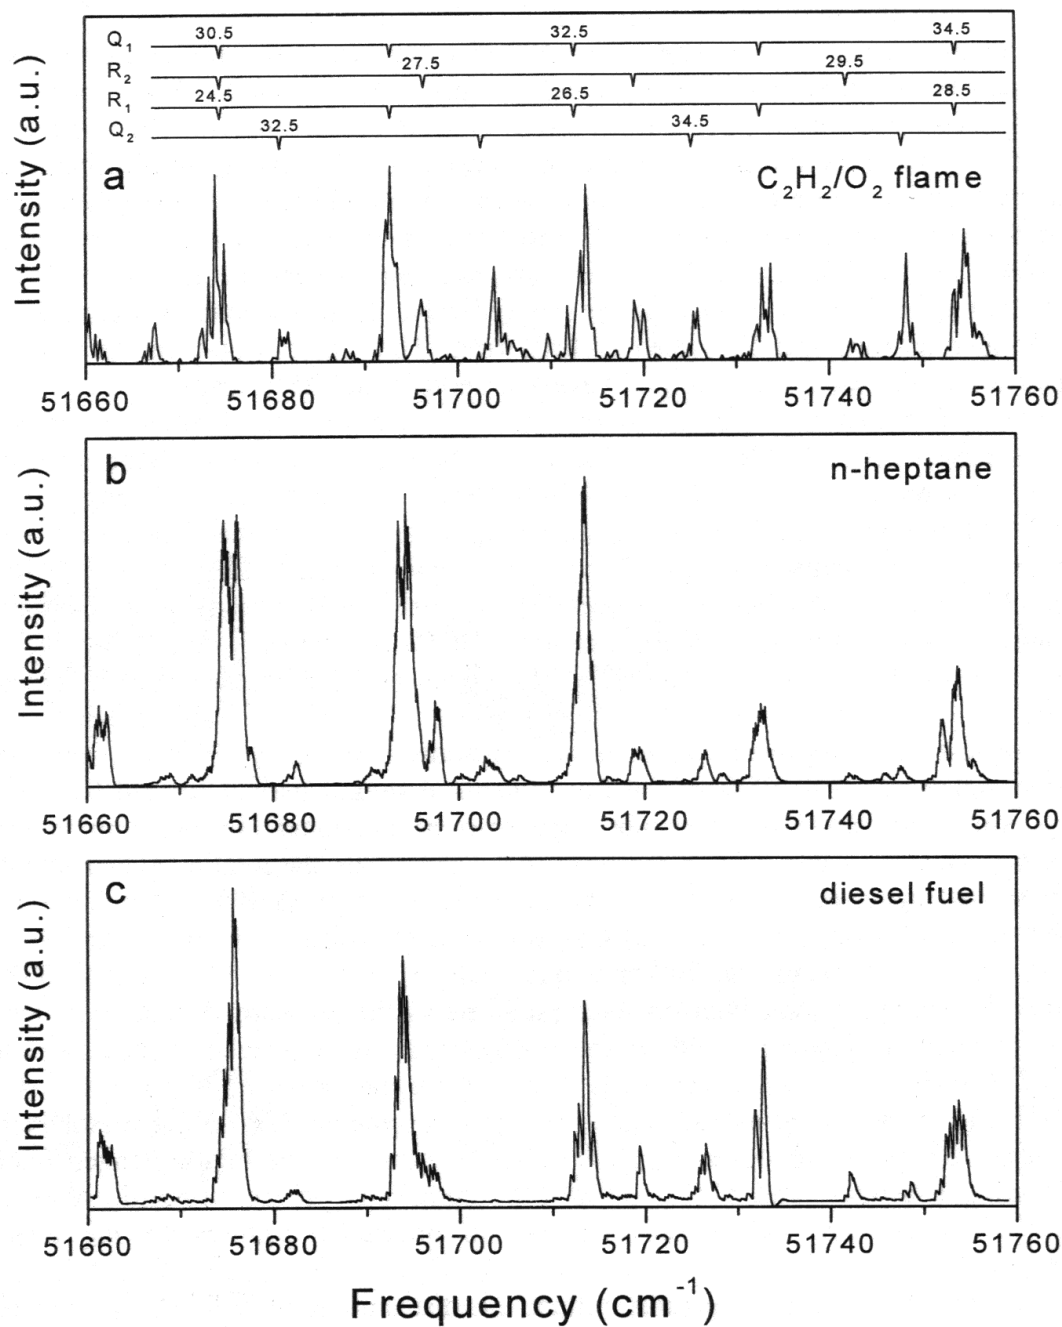 Intensity (a.u.)
Q₁ 30.5 32.5 34.5
R₂ 27.5 29.5
R₁ 24.5 26.5 28.5
Q₂ 32.5 34.5
a C₂H₂/O₂ flame
51660 51680 51700 51720 51740 51760
Intensity (a.u.)
b n-heptane
51660 51680 51700 51720 51740 51760
Intensity (a.u.)
c diesel fuel
51660 51680 51700 51720 51740 51760
Frequency (cm⁻¹)